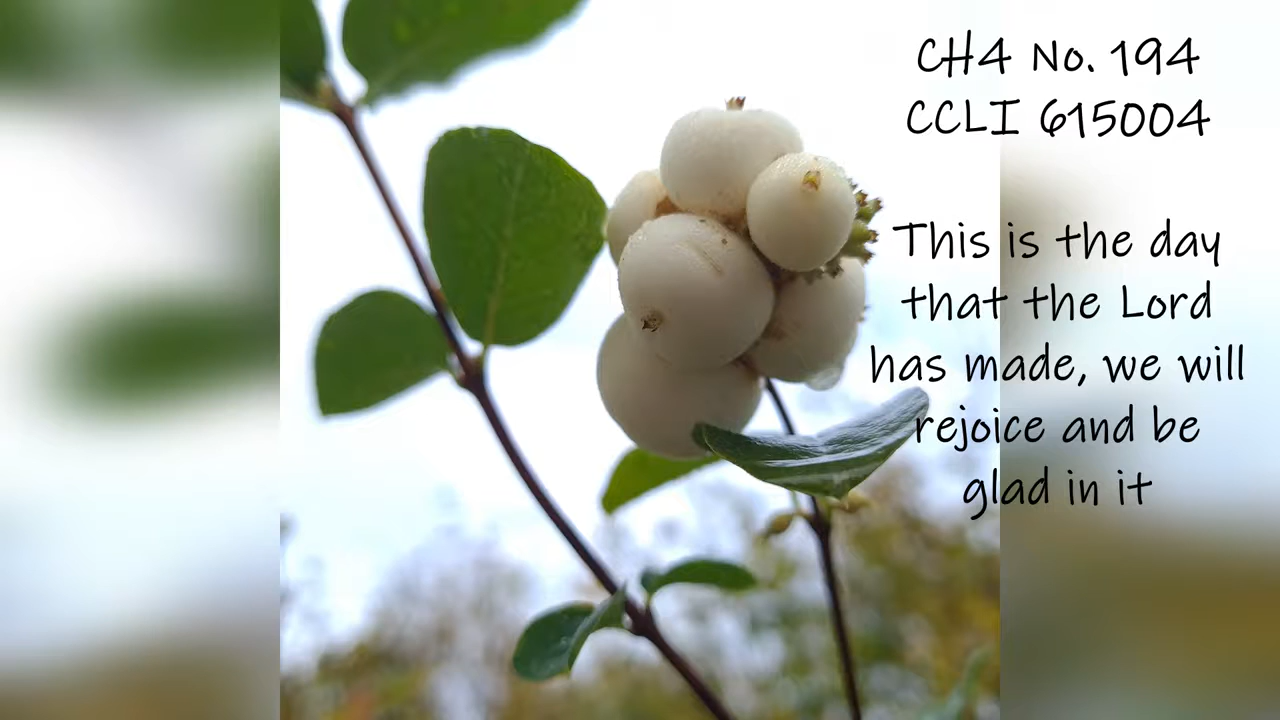 CH4 No. 194
CCLI 615004
This is the day
that the Lord
has made, we will
rejoice and be
glad in it